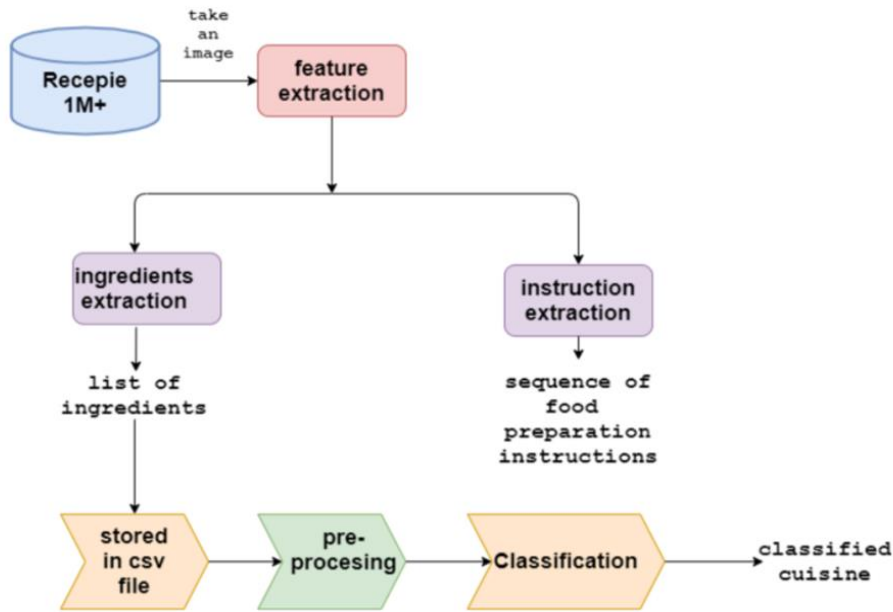 take
an
image
Recepie
1M+
feature
extraction
ingredients
extraction
instruction
extraction
list of
ingredients
sequence of
food
preparation
instructions
stored
in csv
file
pre-
procesing
Classification
classified
cuisine